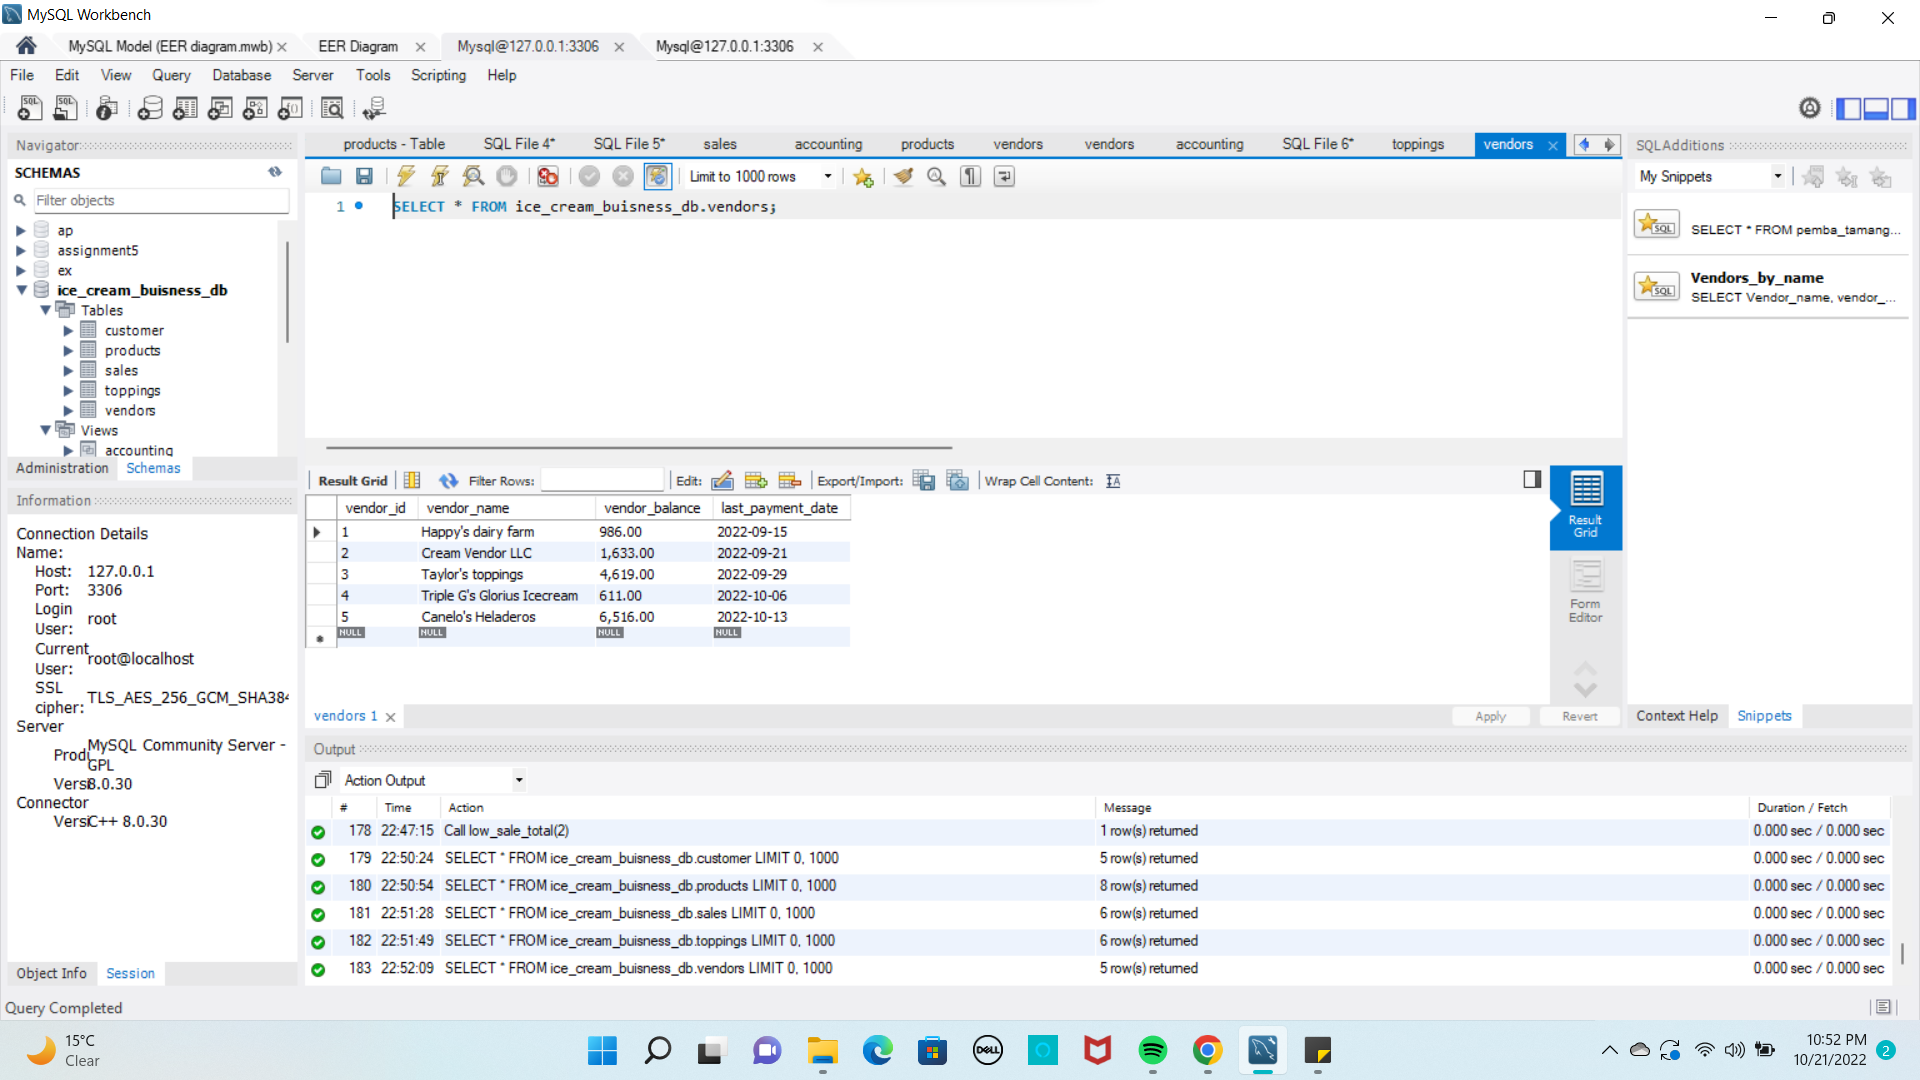 MySQL Workbench
MySQL Model (EER diagram.mwb) EER Diagram Mysql@127.0.0.1:3306 Mysql@127.0.0.1:3306
File Edit View Query Database Server Tools Scripting Help
Navigator
SCHEMAS
Filter objects
ap
assignment5
ex
ice_cream_buisness_db
Tables
customer
products
sales
toppings
vendors
Views
accounting
Administration Schemas
Information
Connection Details
Name:
Host: 127.0.0.1
Port: 3306
Login User: root
Current User: root@localhost
SSL cipher: TLS_AES_256_GCM_SHA384
Server
Produ MySQL Community Server - GPL
Versi 8.0.30
Connector
Versi C++ 8.0.30
Object Info Session
Query Completed
products - Table SQL File 4* SQL File 5* sales accounting products vendors vendors accounting SQL File 6* toppings vendors
Limit to 1000 rows
1 SELECT * FROM ice_cream_buisness_db.vendors;
Result Grid Filter Rows: Edit: Export/Import: Wrap Cell Content:
vendor_id vendor_name vendor_balance last_payment_date
1 Happy's dairy farm 986.00 2022-09-15
2 Cream Vendor LLC 1,633.00 2022-09-21
3 Taylor's toppings 4,619.00 2022-09-29
4 Triple G's Glorius Icecream 611.00 2022-10-06
5 Canelo's Heladeros 6,516.00 2022-10-13
NULL NULL NULL NULL
Result Grid
Form Editor
vendors 1 Apply Revert
Output
Action Output
# Time Action Message Duration / Fetch
178 22:47:15 Call low_sale_total(2) 1 row(s) returned 0.000 sec / 0.000 sec
179 22:50:24 SELECT * FROM ice_cream_buisness_db.customer LIMIT 0, 1000 5 row(s) returned 0.000 sec / 0.000 sec
180 22:50:54 SELECT * FROM ice_cream_buisness_db.products LIMIT 0, 1000 8 row(s) returned 0.000 sec / 0.000 sec
181 22:51:28 SELECT * FROM ice_cream_buisness_db.sales LIMIT 0, 1000 6 row(s) returned 0.000 sec / 0.000 sec
182 22:51:49 SELECT * FROM ice_cream_buisness_db.toppings LIMIT 0, 1000 6 row(s) returned 0.000 sec / 0.000 sec
183 22:52:09 SELECT * FROM ice_cream_buisness_db.vendors LIMIT 0, 1000 5 row(s) returned 0.000 sec / 0.000 sec
SQLAdditions
My Snippets
SQL SELECT * FROM pemba_tamang...
Vendors_by_name
SQL SELECT Vendor_name, vendor_...
Context Help Snippets
15°C
Clear
DELL
10:52 PM
10/21/2022
2